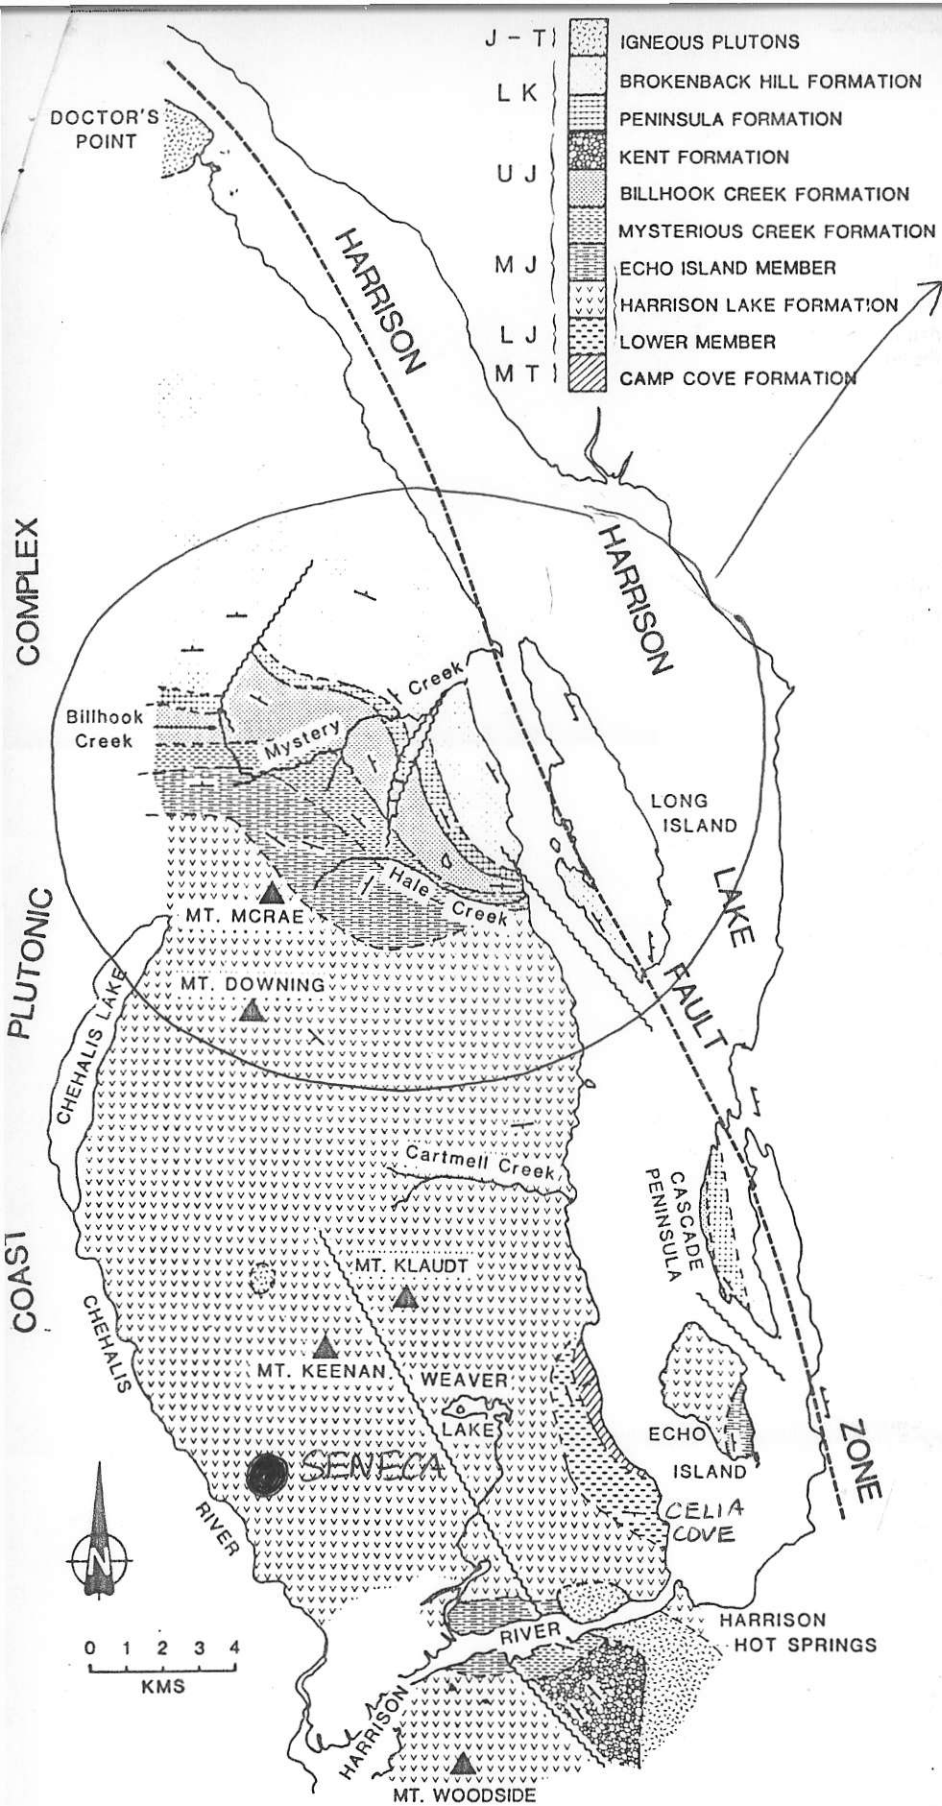 J - T
IGNEOUS PLUTONS
L K
BROKENBACK HILL FORMATION
PENINSULA FORMATION
U J
KENT FORMATION
BILLHOOK CREEK FORMATION
MYSTERIOUS CREEK FORMATION
M J
ECHO ISLAND MEMBER
HARRISON LAKE FORMATION
L J
LOWER MEMBER
M T
CAMP COVE FORMATION
DOCTOR'S
POINT
HARRISON
HARRISON
LAKE
FAULT
ZONE
COMPLEX
PLUTONIC
COAST
Creek
Mystery
Billhook
Creek
LONG
ISLAND
Hale
Creek
MT. MCRAE
MT. DOWNING
CHEHALIS LAKE
Cartmell Creek
CASCADE
PENINSULA
MT. KLAUDT
CHEHALIS
MT. KEENAN
WEAVER
LAKE
ECHO
ISLAND
SENECA
CELIA
COVE
RIVER
N
0 1 2 3 4
KMS
RIVER
HARRISON
HARRISON
HOT SPRINGS
MT. WOODSIDE